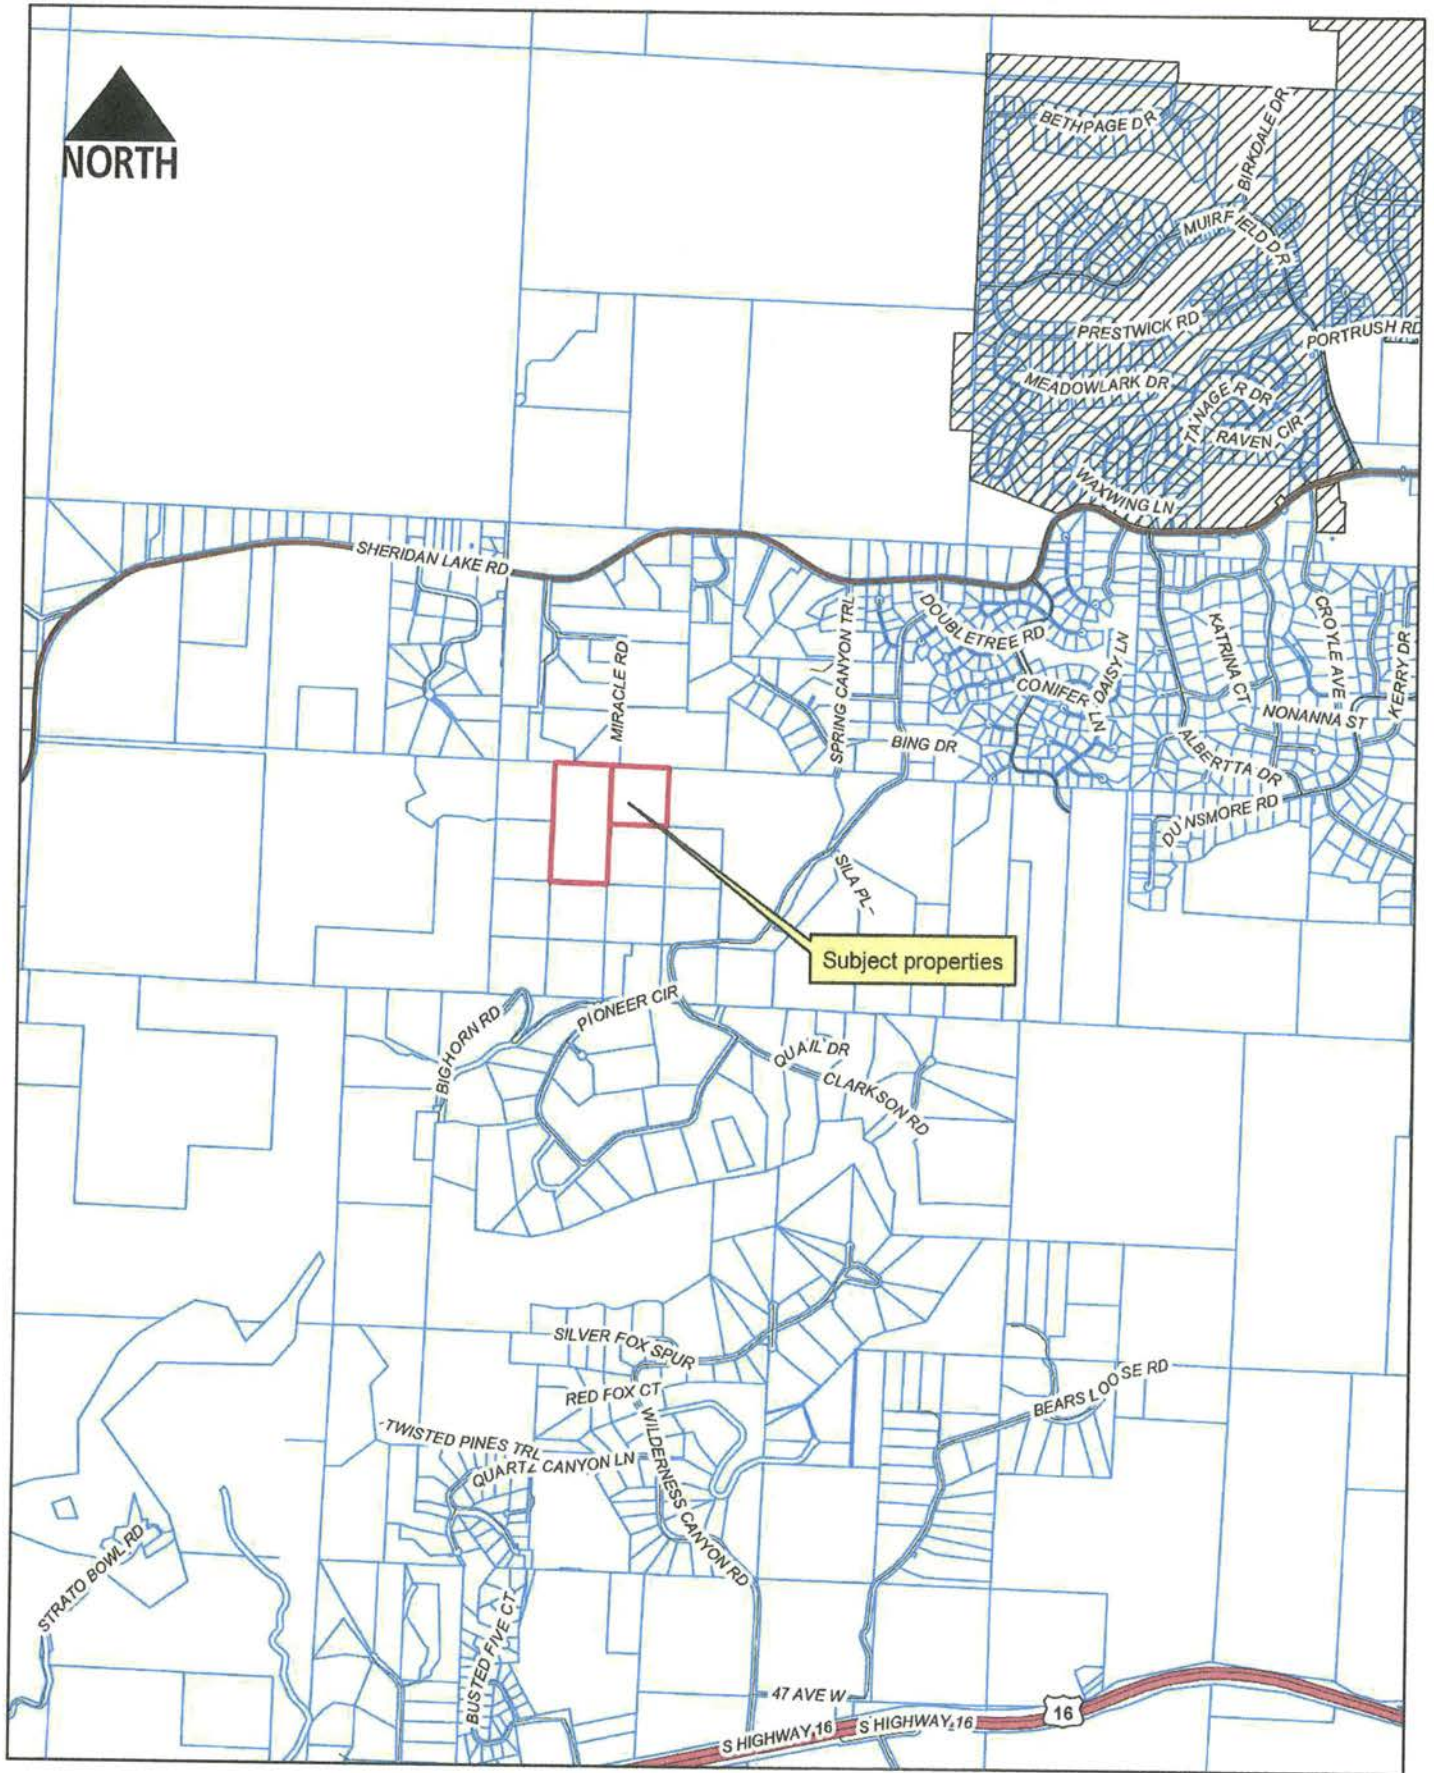 NORTH
BETHPAGE DR
BIRKDALE DR
MUIRFIELD DR
PRESTWICK RD
PORTRUSH RD
MEADOWLARK DR
TANAGER DR
RAVEN CIR
WAXWING LN
SHERIDAN LAKE RD
MIRACLE RD
SPRING CANYON TRL
DOUBLETREE RD
CONIFER LN
DAISY LN
KATRINA CT
CROYLE AVE
KERRY DR
NONANNA ST
BING DR
ALBERTTA DR
DUNSMORE RD
SILA PL
Subject properties
BIGHORN RD
PIONEER CIR
QUAIL DR
CLARKSON RD
SILVER FOX SPUR
RED FOX CT
BEARS LOOSE RD
TWISTED PINES TRL
QUARTZ CANYON LN
WILDERNESS CANYON RD
STRATO BOWL RD
BUSTED FIVE CT
47 AVE W
S HIGHWAY 16
S HIGHWAY 16
16